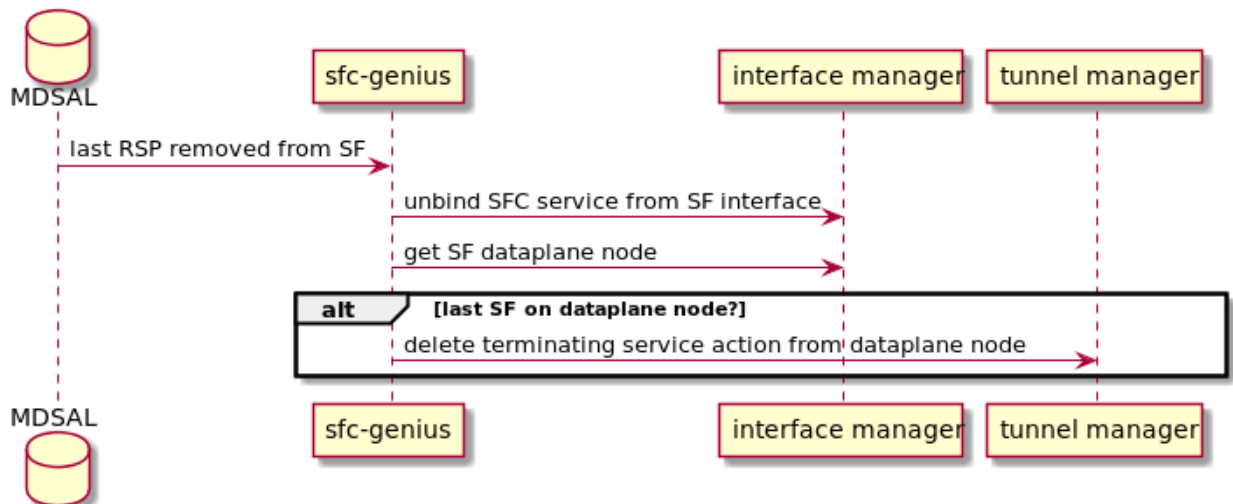 MDSAL
sfc-genius
interface manager
tunnel manager
last RSP removed from SF
unbind SFC service from SF interface
get SF dataplane node
alt
[last SF on dataplane node?]
delete terminating service action from dataplane node
MDSAL
sfc-genius
interface manager
tunnel manager